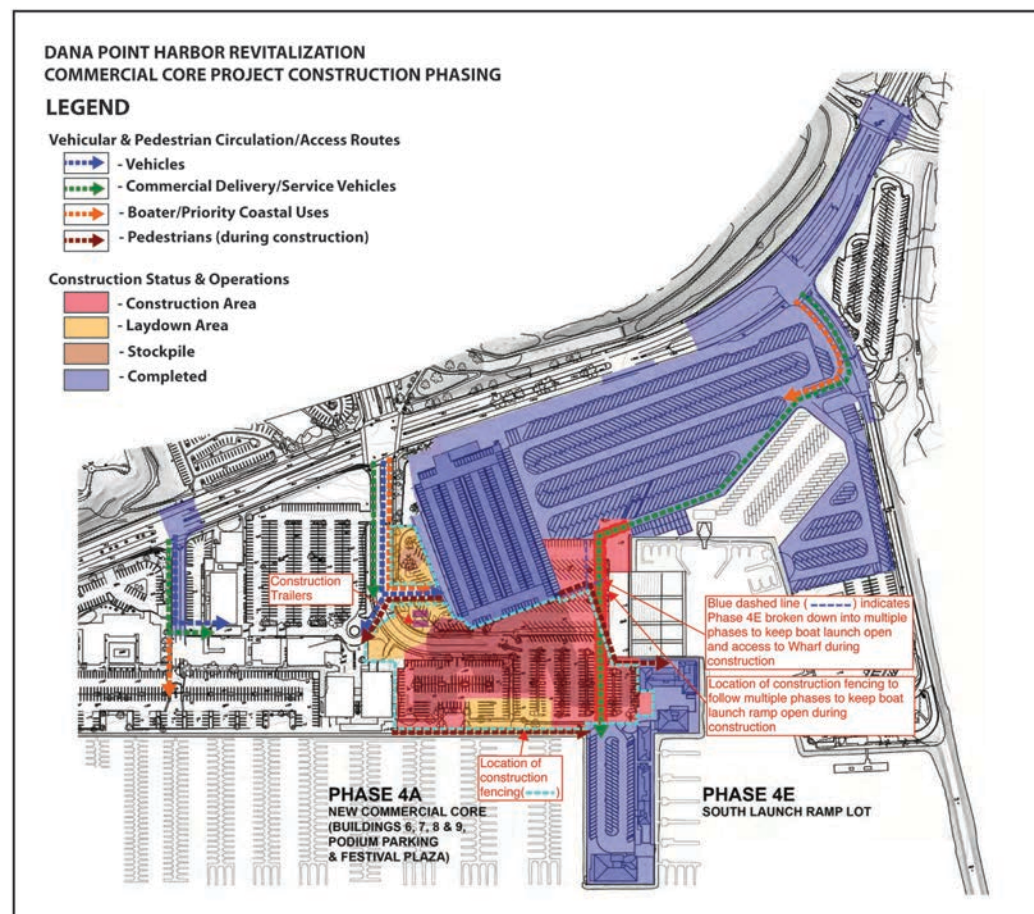 DANA POINT HARBOR REVITALIZATION
COMMERCIAL CORE PROJECT CONSTRUCTION PHASING
LEGEND
Vehicular & Pedestrian Circulation/Access Routes
- Vehicles
- Commercial Delivery/Service Vehicles
- Boater/Priority Coastal Uses
- Pedestrians (during construction)
Construction Status & Operations
- Construction Area
- Laydown Area
- Stockpile
- Completed
Construction
Trailers
Blue dashed line (------) indicates
Phase 4E broken down into multiple
phases to keep boat launch open
and access to Wharf during
construction
Location of construction fencing to
follow multiple phases to keep boat
launch ramp open during
construction
Location of
construction
fencing(-----)
PHASE 4A
NEW COMMERCIAL CORE
(BUILDINGS 6, 7, 8 & 9,
PODIUM PARKING
& FESTIVAL PLAZA)
PHASE 4E
SOUTH LAUNCH RAMP LOT